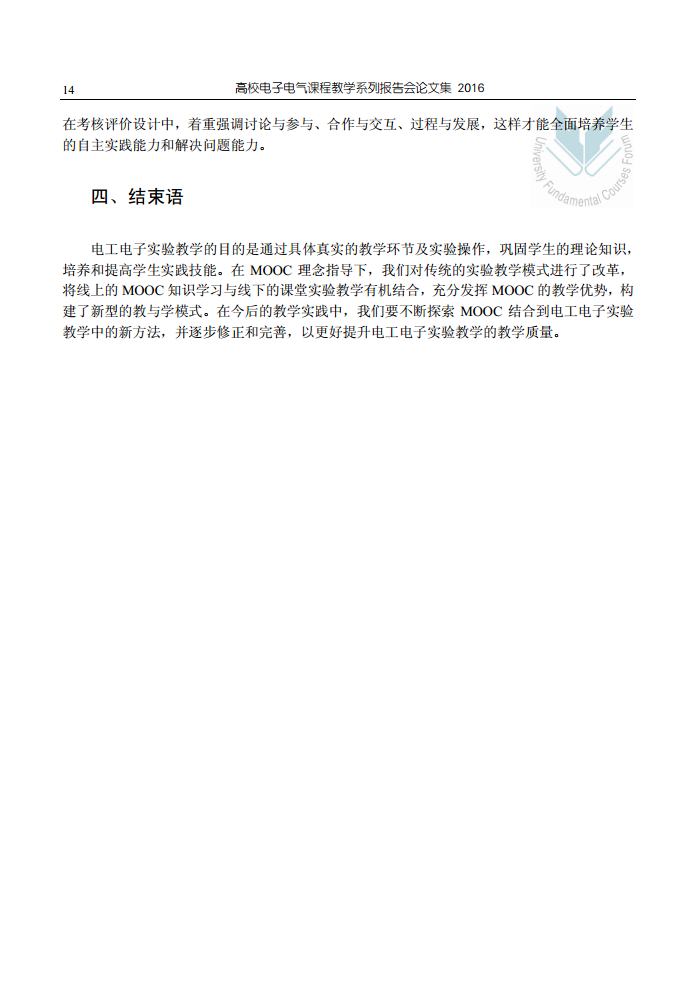 14
高校电子电气课程教学系列报告会论文集 2016
在考核评价设计中，着重强调讨论与参与、合作与交互、过程与发展，这样才能全面培养学生
的自主实践能力和解决问题能力。
University Fundamental Courses Forum
四、结束语
电工电子实验教学的目的是通过具体真实的教学环节及实验操作，巩固学生的理论知识，
培养和提高学生实践技能。在 MOOC 理念指导下，我们对传统的实验教学模式进行了改革，
将线上的 MOOC 知识学习与线下的课堂实验教学有机结合，充分发挥 MOOC 的教学优势，构
建了新型的教与学模式。在今后的教学实践中，我们要不断探索 MOOC 结合到电工电子实验
教学中的新方法，并逐步修正和完善，以更好提升电工电子实验教学的教学质量。